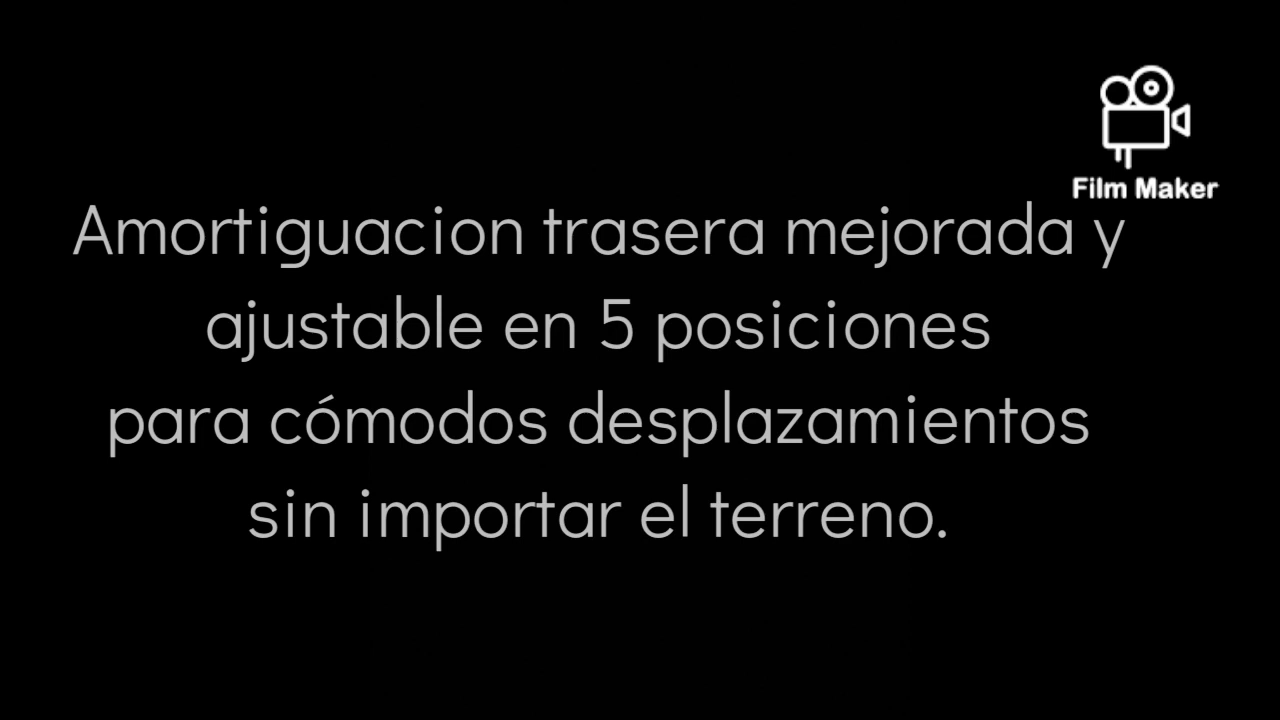 Film Maker
Amortiguacion trasera mejorada y
ajustable en 5 posiciones
para cómodos desplazamientos
sin importar el terreno.